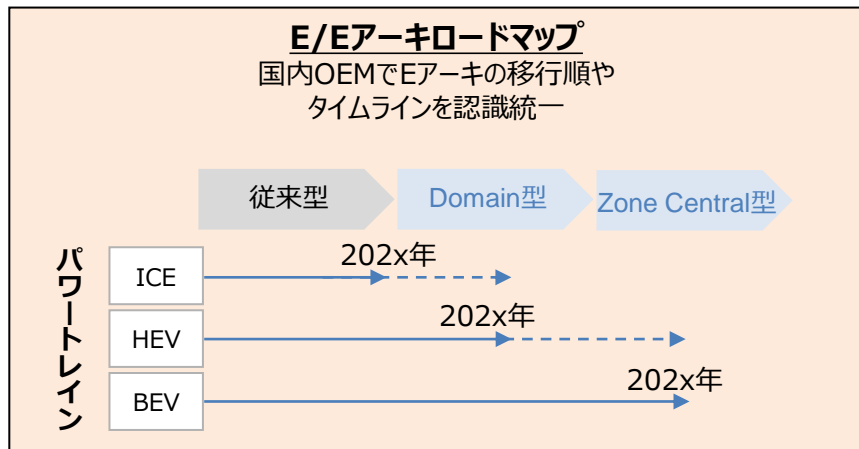 E/Eアーキロードマップ
国内OEMでEアーキの移行順や
タイムラインを認識統一
従来型
Domain型
Zone Central型
パワートレイン
ICE
202x年
HEV
202x年
BEV
202x年